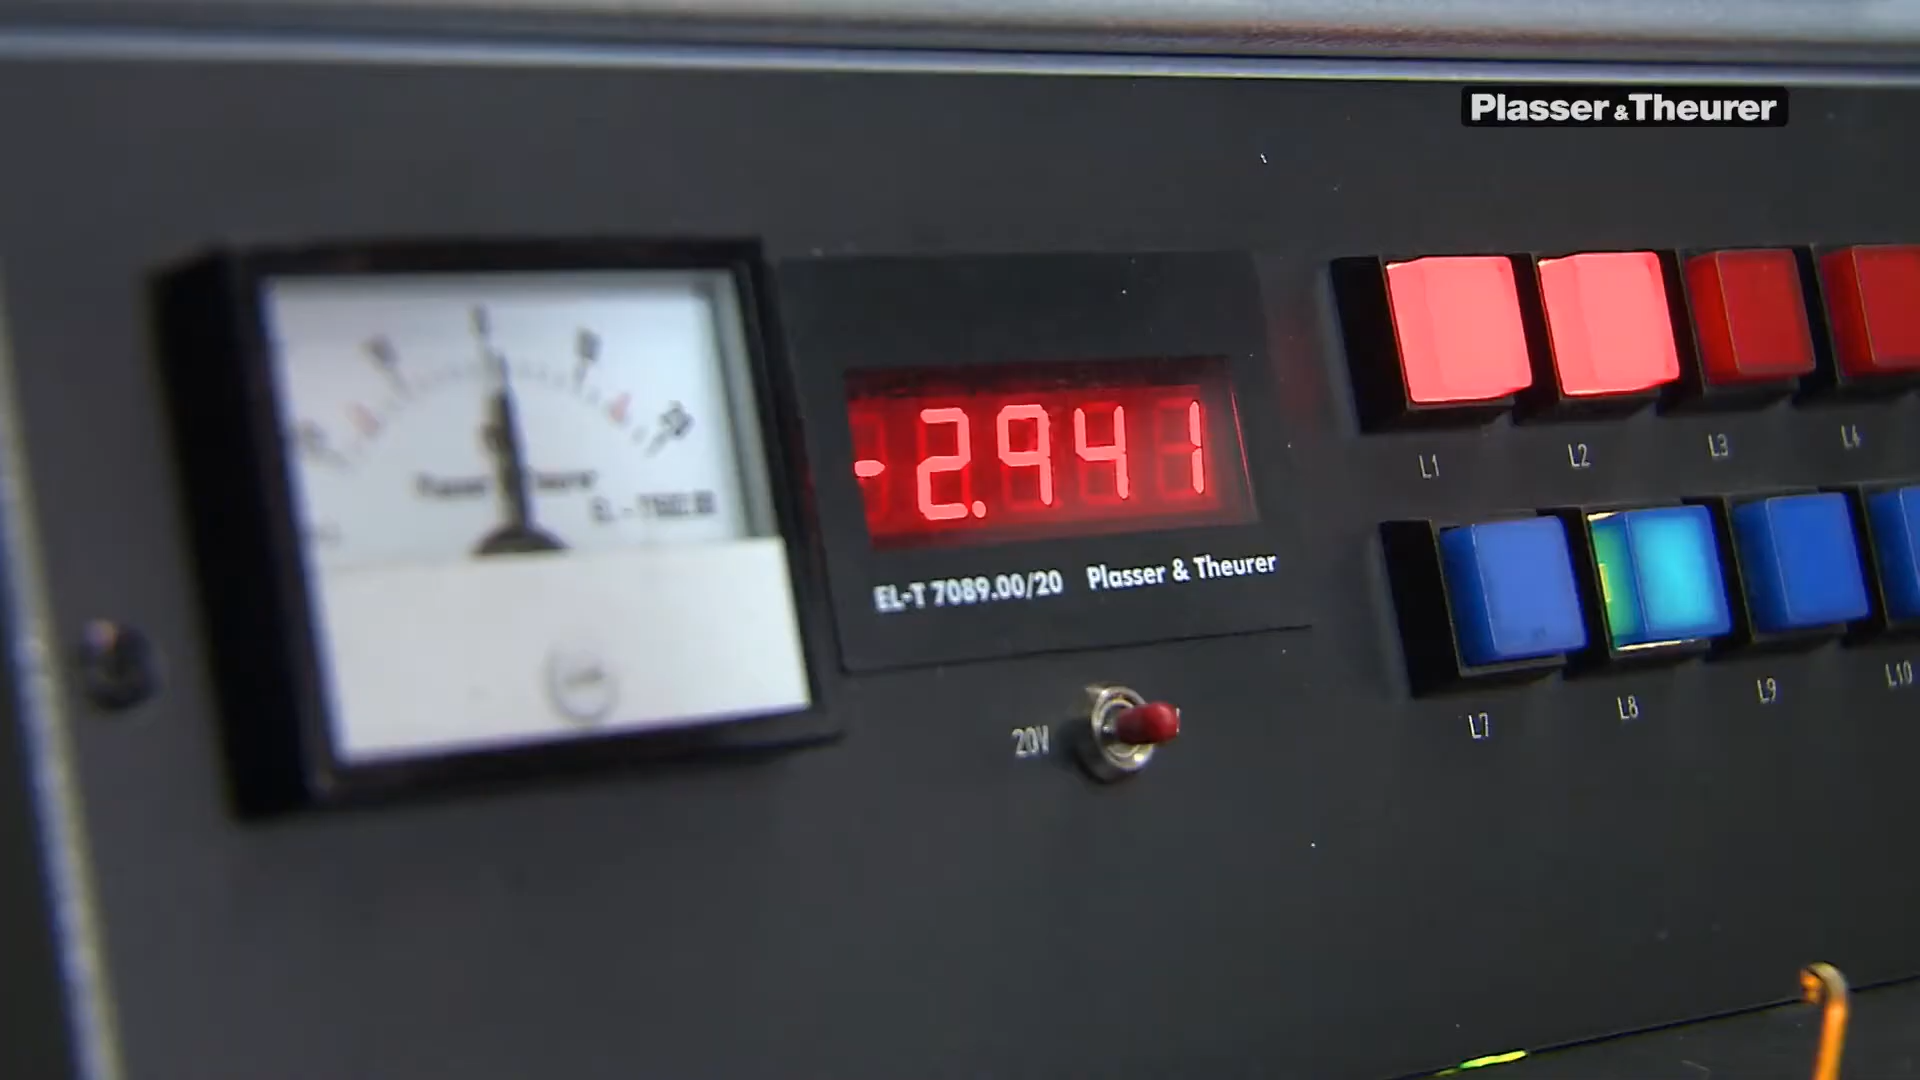 Plasser & Theurer
-2.941
EL-T 7089.00/20 Plasser & Theurer
20V
L1
L2
L3
L4
L7
L8
L9
L10